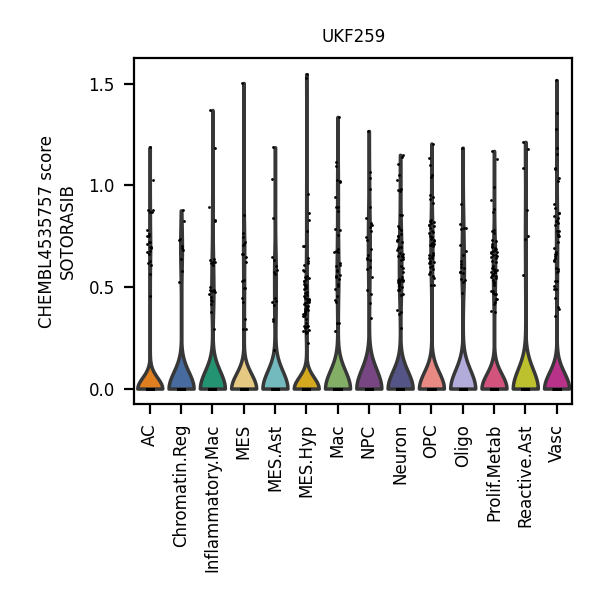 UKF259
CHEMBL4535757 score
SOTORASIB
1.5
1.0
0.5
0.0
AC
Chromatin.Reg
Inflammatory.Mac
MES
MES.Ast
MES.Hyp
Mac
NPC
Neuron
OPC
Oligo
Prolif.Metab
Reactive.Ast
Vasc